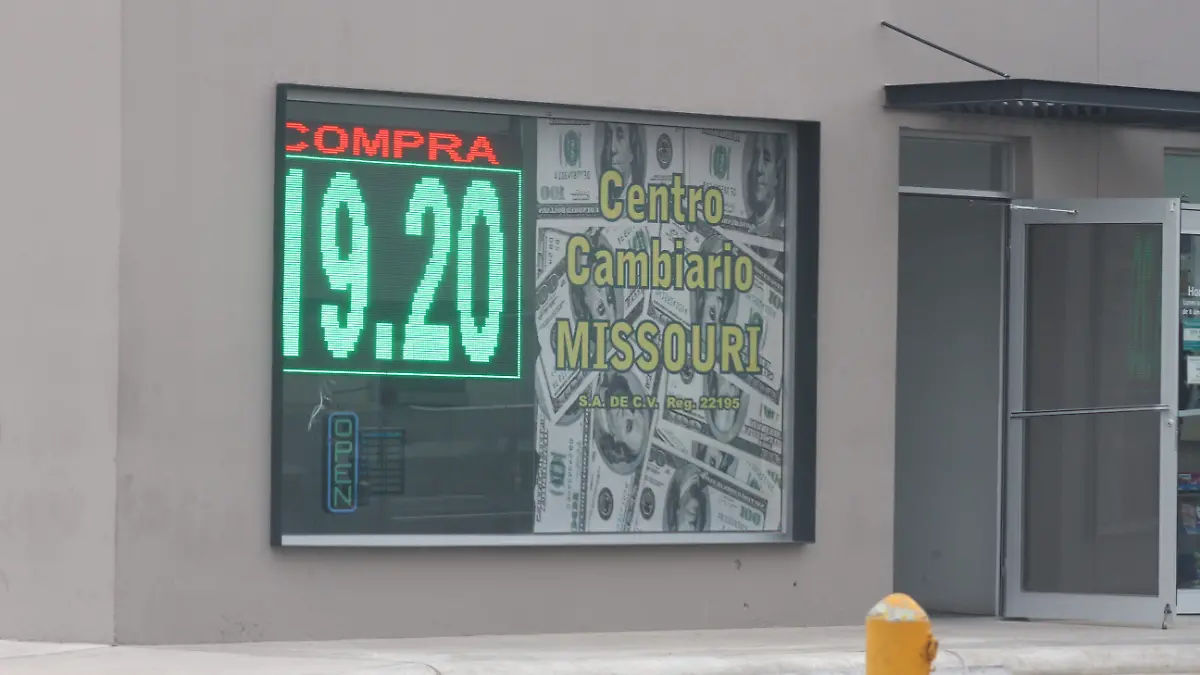 COMPRA
19.20
OPEN
Centro
Cambiario
MISSOURI
S.A. DE C.V. Reg. 22195